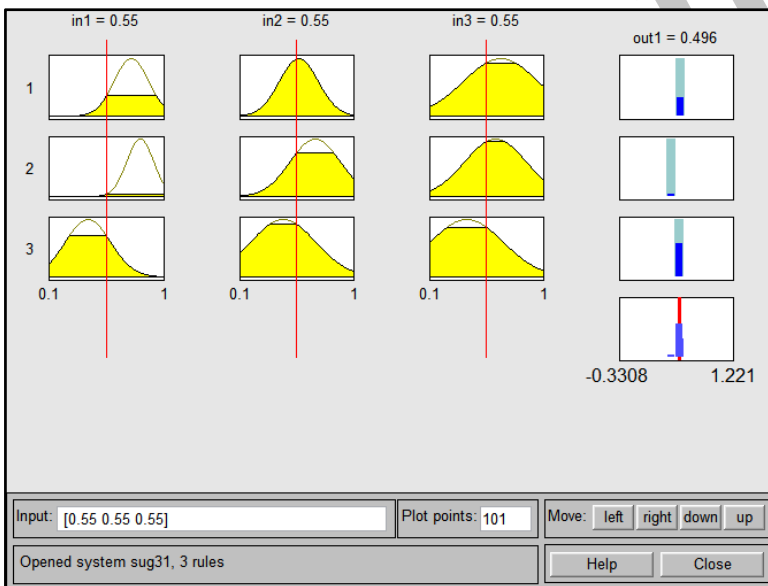 in1 = 0.55 in2 = 0.55 in3 = 0.55
out1 = 0.496
1
2
3
0.1 1 0.1 1 0.1 1
-0.3308 1.221
Input: [0.55 0.55 0.55] Plot points: 101 Move: left right down up
Opened system sug31, 3 rules Help Close